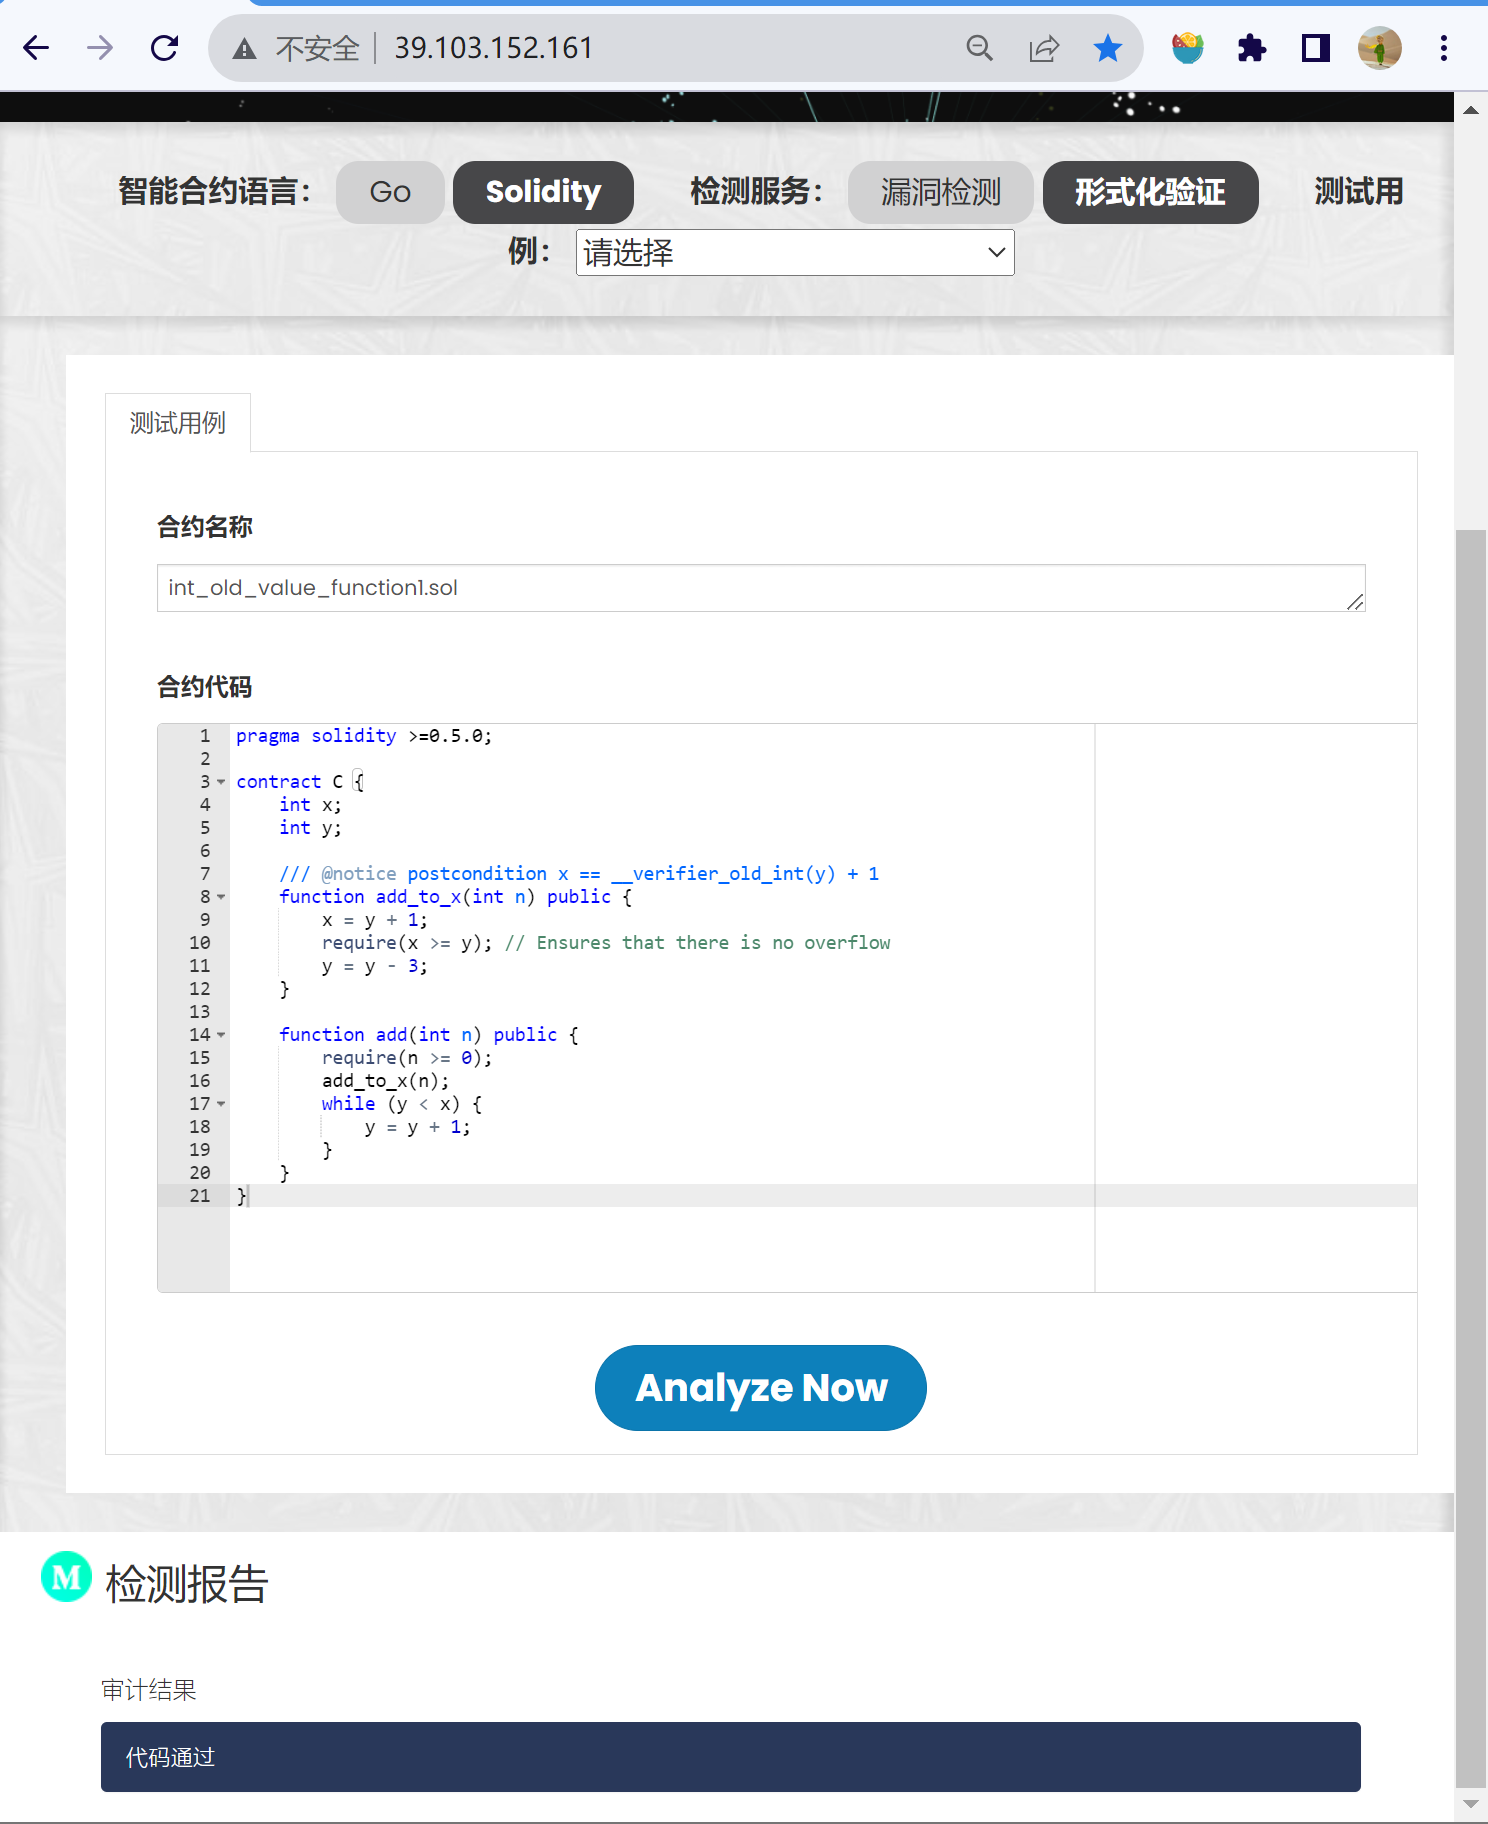 不安全 39.103.152.161
智能合约语言： Go Solidity 检测服务： 漏洞检测 形式化验证 测试用
例： 请选择
测试用例
合约名称
int_old_value_function1.sol
合约代码
1 pragma solidity >=0.5.0;
2
3 contract C {
4     int x;
5     int y;
6
7     /// @notice postcondition x == __verifier_old_int(y) + 1
8     function add_to_x(int n) public {
9         x = y + 1;
10         require(x >= y); // Ensures that there is no overflow
11         y = y - 3;
12     }
13
14     function add(int n) public {
15         require(n >= 0);
16         add_to_x(n);
17         while (y < x) {
18             y = y + 1;
19         }
20     }
21 }
Analyze Now
M 检测报告
审计结果
代码通过